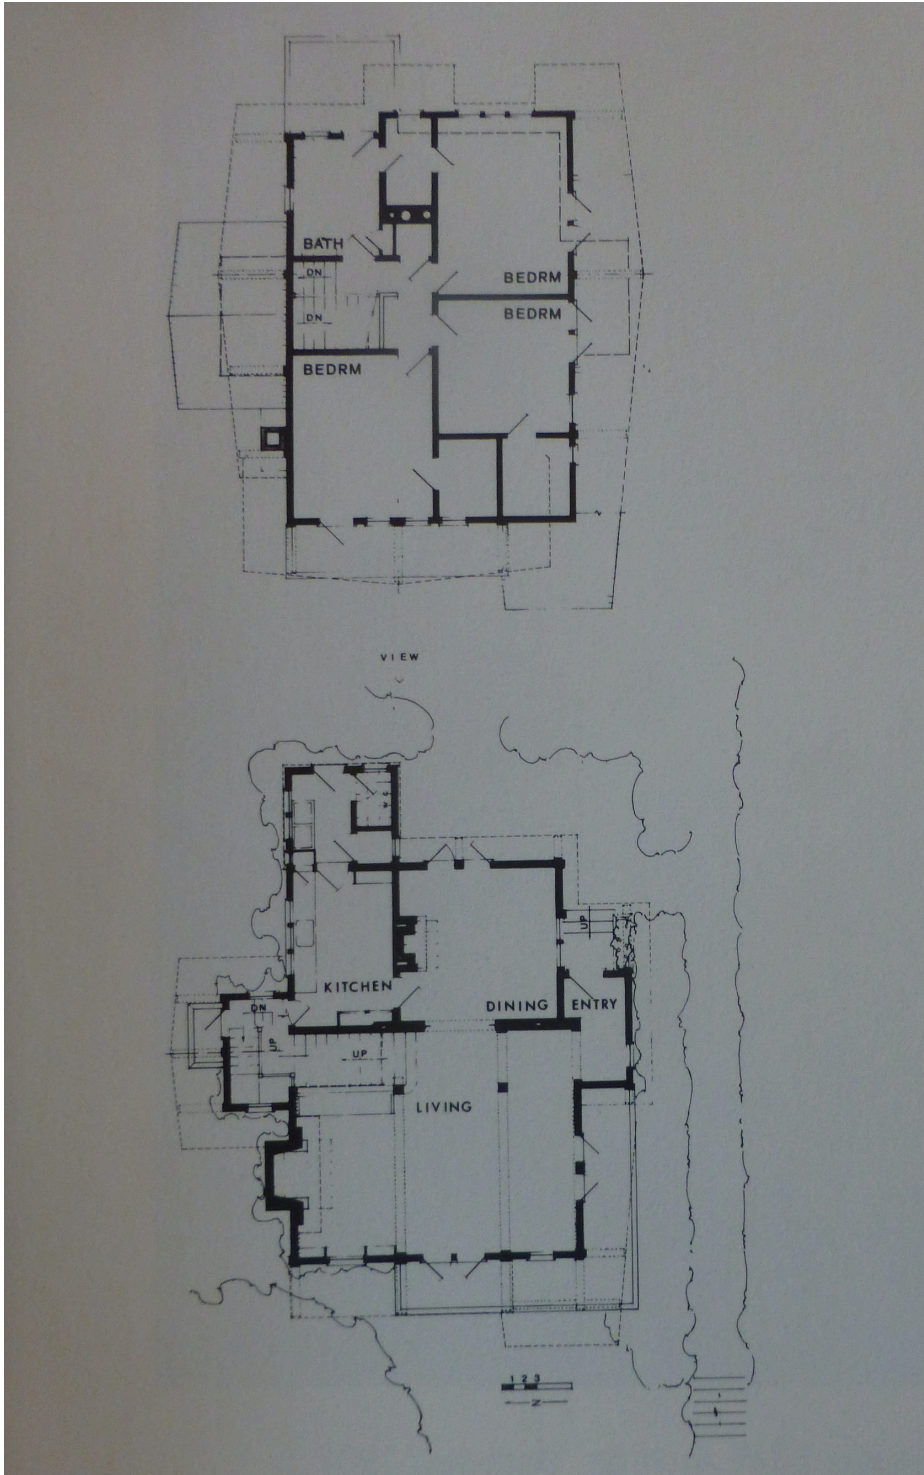 BATH
DN
BEDRM
BEDRM
DN
BEDRM
VIEW
UP
KITCHEN
DINING
ENTRY
DN
UP
UP
LIVING
1 2 3
N